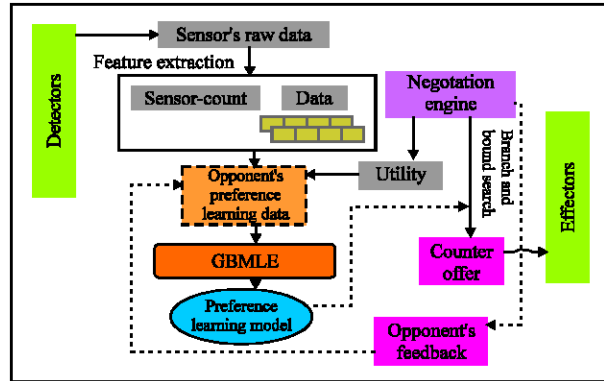 Sensor's raw data
Detectors
Feature extraction
Sensor-count
Data
Negotation
engine
Branch and
bound search
Utility
Opponent's
preference
learning data
Effectors
GBMLE
Counter
offer
Preference
learning model
Opponent's
feedback